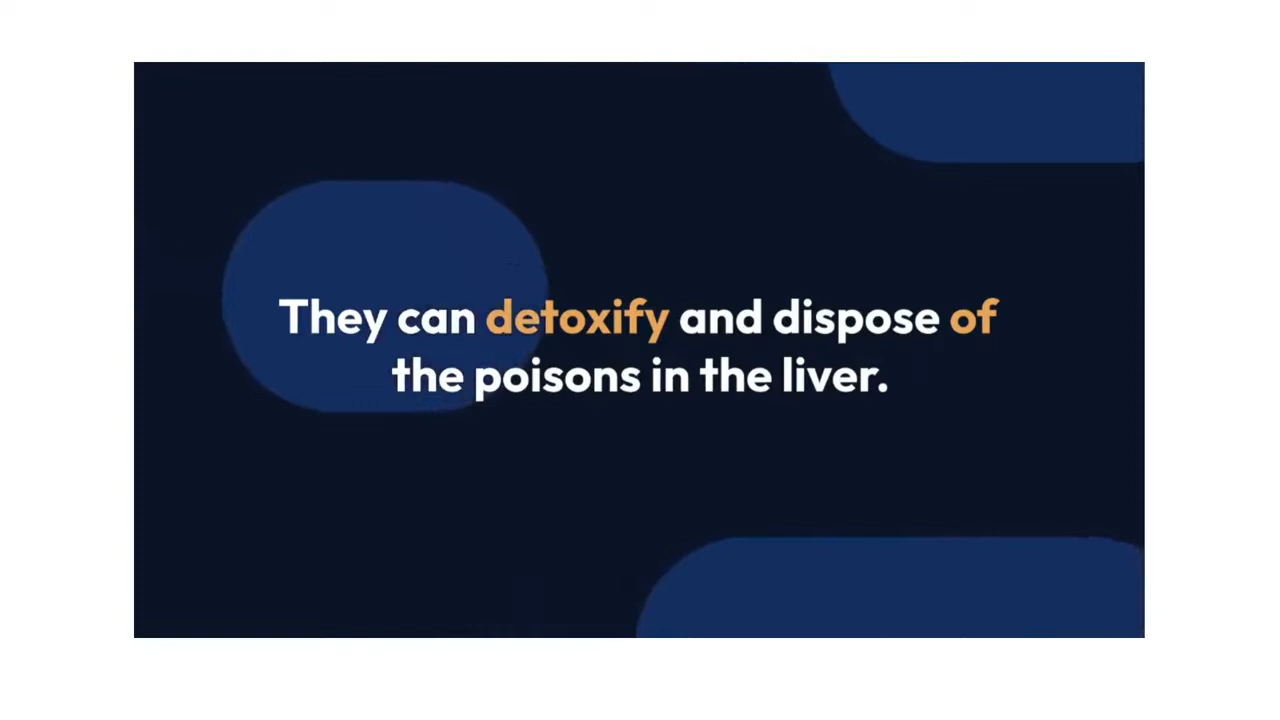 They can detoxify and dispose of
the poisons in the liver.